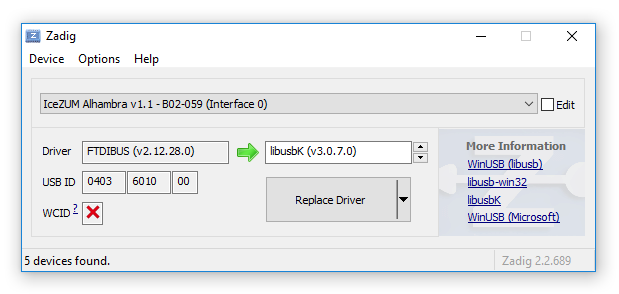 Zadig
Device Options Help
IceZUM Alhambra v1.1 - B02-059 (Interface 0)
Edit
Driver FTDIBUS (v2.12.28.0) libusbK (v3.0.7.0)
USB ID 0403 6010 00
WCID ?
Replace Driver
More Information
WinUSB (libusb)
libusb-win32
libusbK
WinUSB (Microsoft)
5 devices found.
Zadig 2.2.689